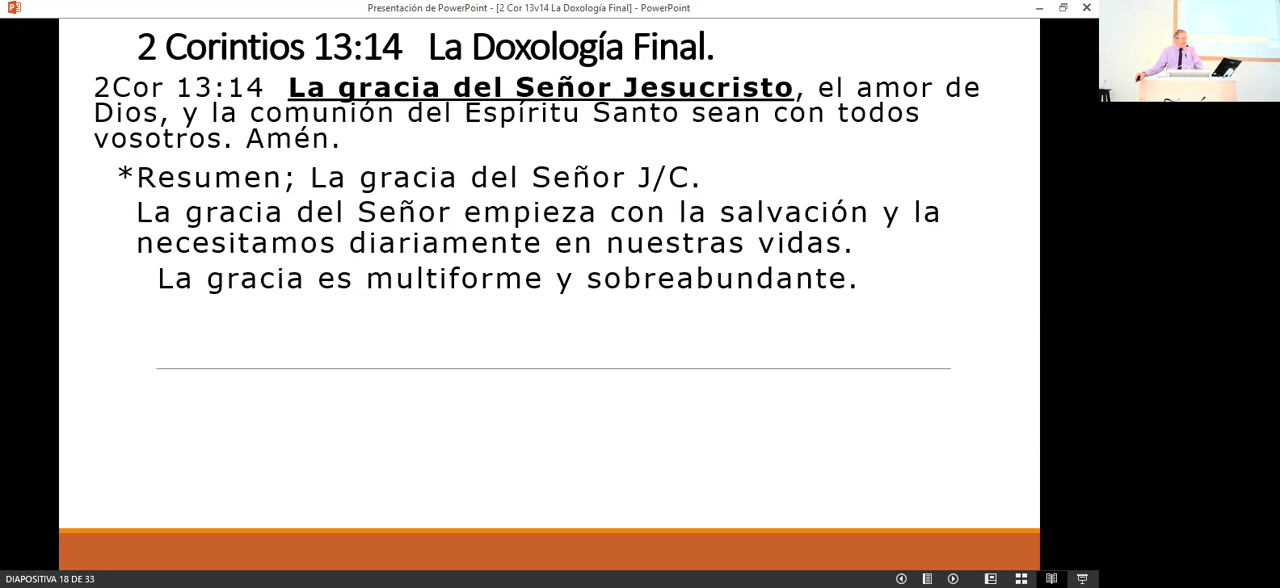 Presentación de PowerPoint - [2 Cor 13v14 La Doxología Final] - PowerPoint
2 Corintios 13:14 La Doxología Final.
2Cor 13:14 La gracia del Señor Jesucristo, el amor de
Dios, y la comunión del Espíritu Santo sean con todos
vosotros. Amén.
*Resumen; La gracia del Señor J/C.
La gracia del Señor empieza con la salvación y la
necesitamos diariamente en nuestras vidas.
La gracia es multiforme y sobreabundante.
DIAPOSITIVA 18 DE 33